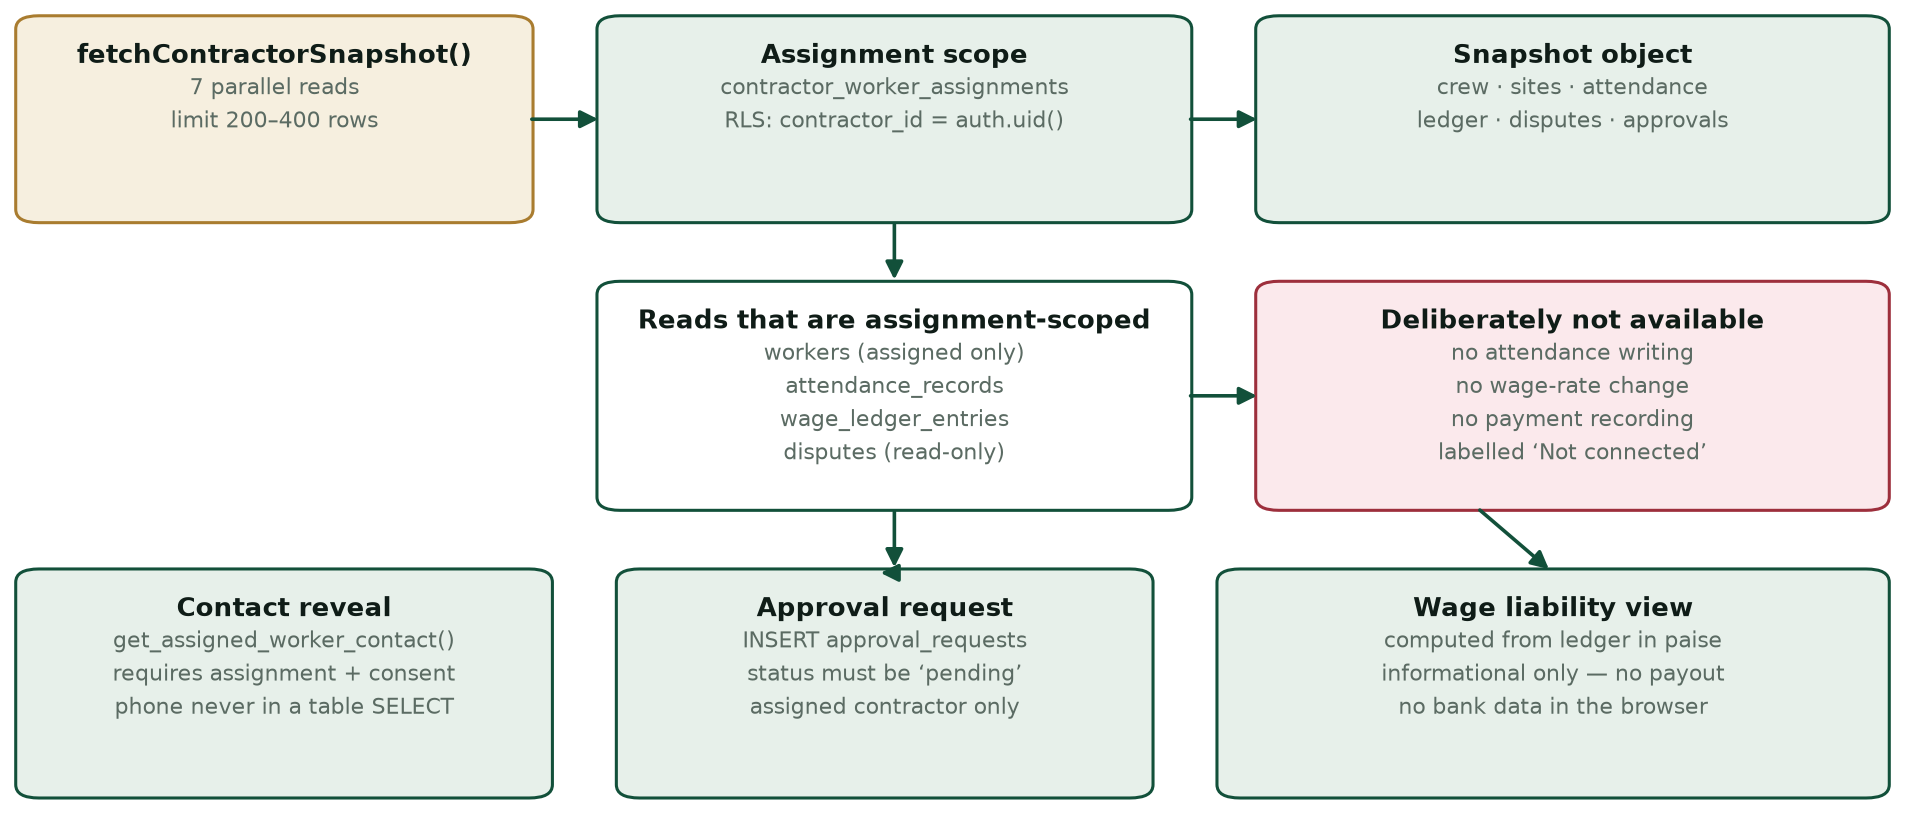 fetchContractorSnapshot()
7 parallel reads
limit 200–400 rows
Assignment scope
contractor_worker_assignments
RLS: contractor_id = auth.uid()
Snapshot object
crew · sites · attendance
ledger · disputes · approvals
Reads that are assignment-scoped
workers (assigned only)
attendance_records
wage_ledger_entries
disputes (read-only)
Deliberately not available
no attendance writing
no wage-rate change
no payment recording
labelled ‘Not connected’
Contact reveal
get_assigned_worker_contact()
requires assignment + consent
phone never in a table SELECT
Approval request
INSERT approval_requests
status must be ‘pending’
assigned contractor only
Wage liability view
computed from ledger in paise
informational only — no payout
no bank data in the browser